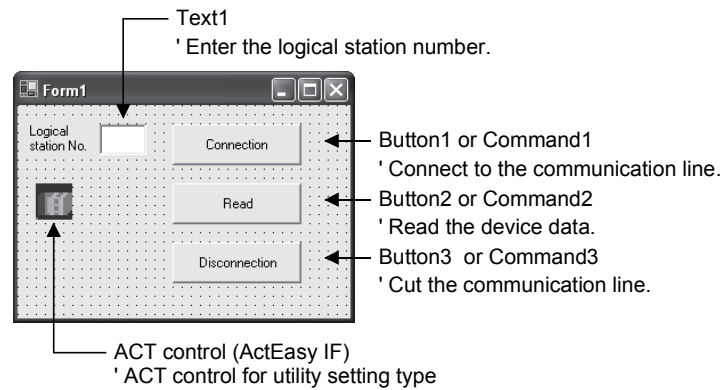 Text1
' Enter the logical station number.
Form1
Logical
station No.
Connection
Button1 or Command1
' Connect to the communication line.
Read
Button2 or Command2
' Read the device data.
Disconnection
Button3 or Command3
' Cut the communication line.
ACT control (ActEasy IF)
' ACT control for utility setting type